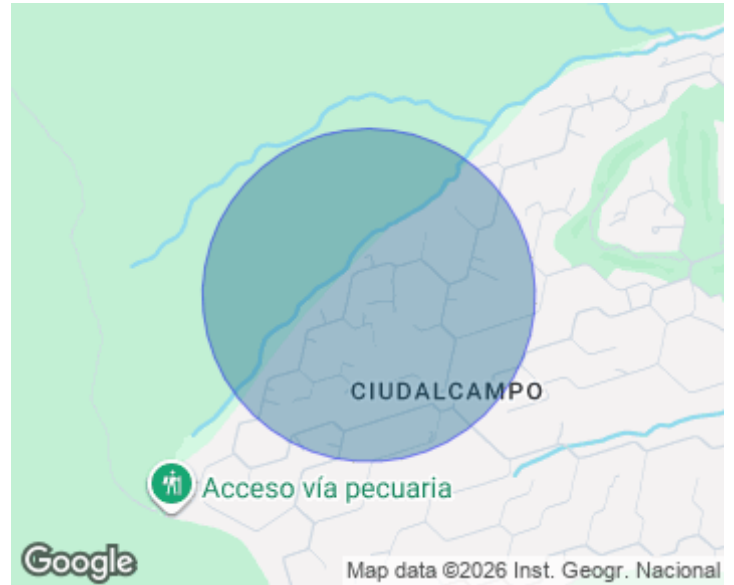 CIUDALCAMPO
Acceso vía pecuaria
Google
Map data ©2026 Inst. Geogr. Nacional